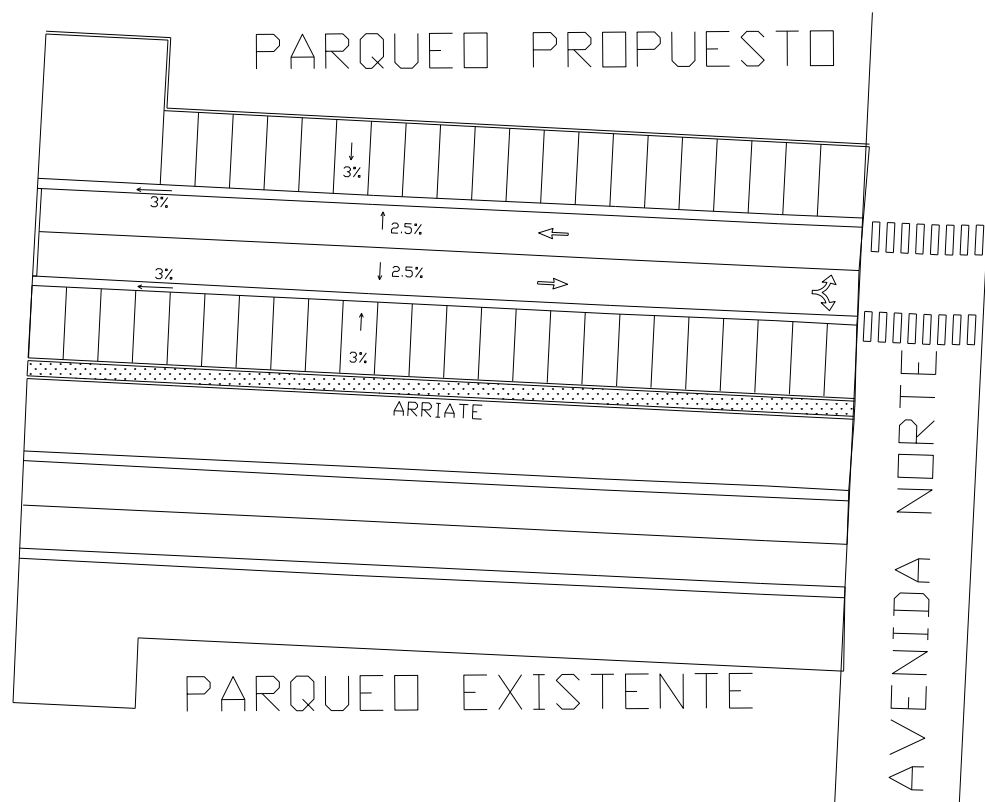 PARQUEO PROPUESTO
3%
3%
2.5%
2.5%
3%
3%
ARRIATE
AVENIDA NORTE
PARQUEO EXISTENTE